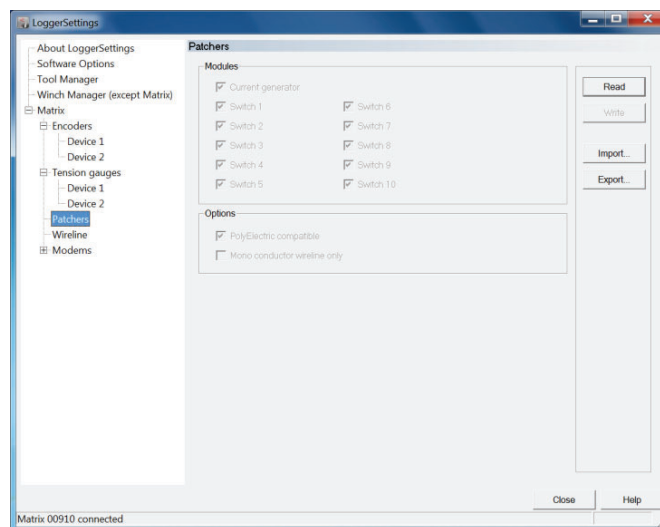 LoggerSettings
About LoggerSettings
Software Options
Tool Manager
Winch Manager (except Matrix)
Matrix
Encoders
Device 1
Device 2
Tension gauges
Device 1
Device 2
Patchers
Wireline
Modems
Patchers
Modules
Current generator
Switch 1
Switch 6
Switch 2
Switch 7
Switch 3
Switch 8
Switch 4
Switch 9
Switch 5
Switch 10
Options
PolyElectric compatible
Mono conductor wireline only
Read
Write
Import...
Export...
Close
Help
Matrix 00910 connected